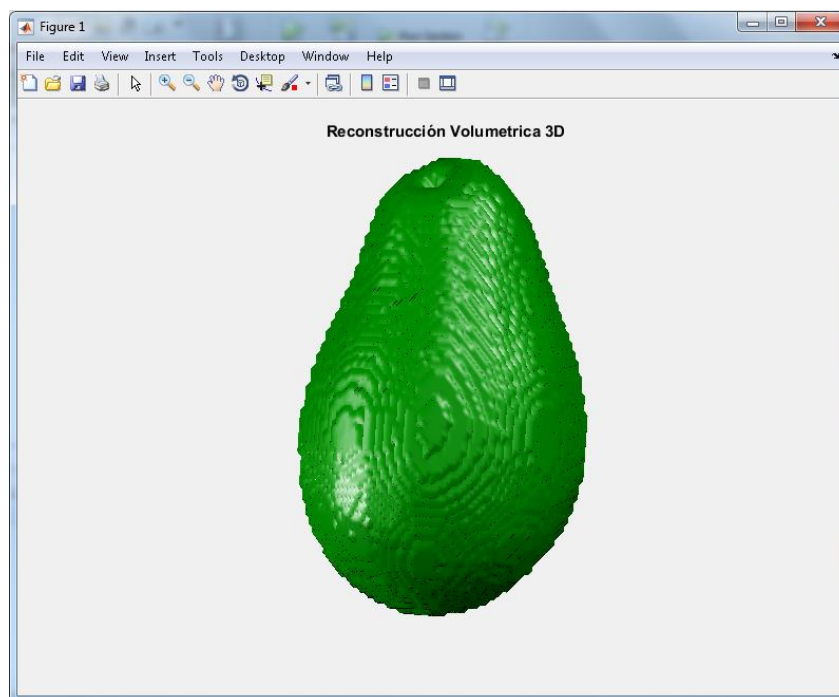 Figure 1
File Edit View Insert Tools Desktop Window Help
Reconstrucción Volumetrica 3D